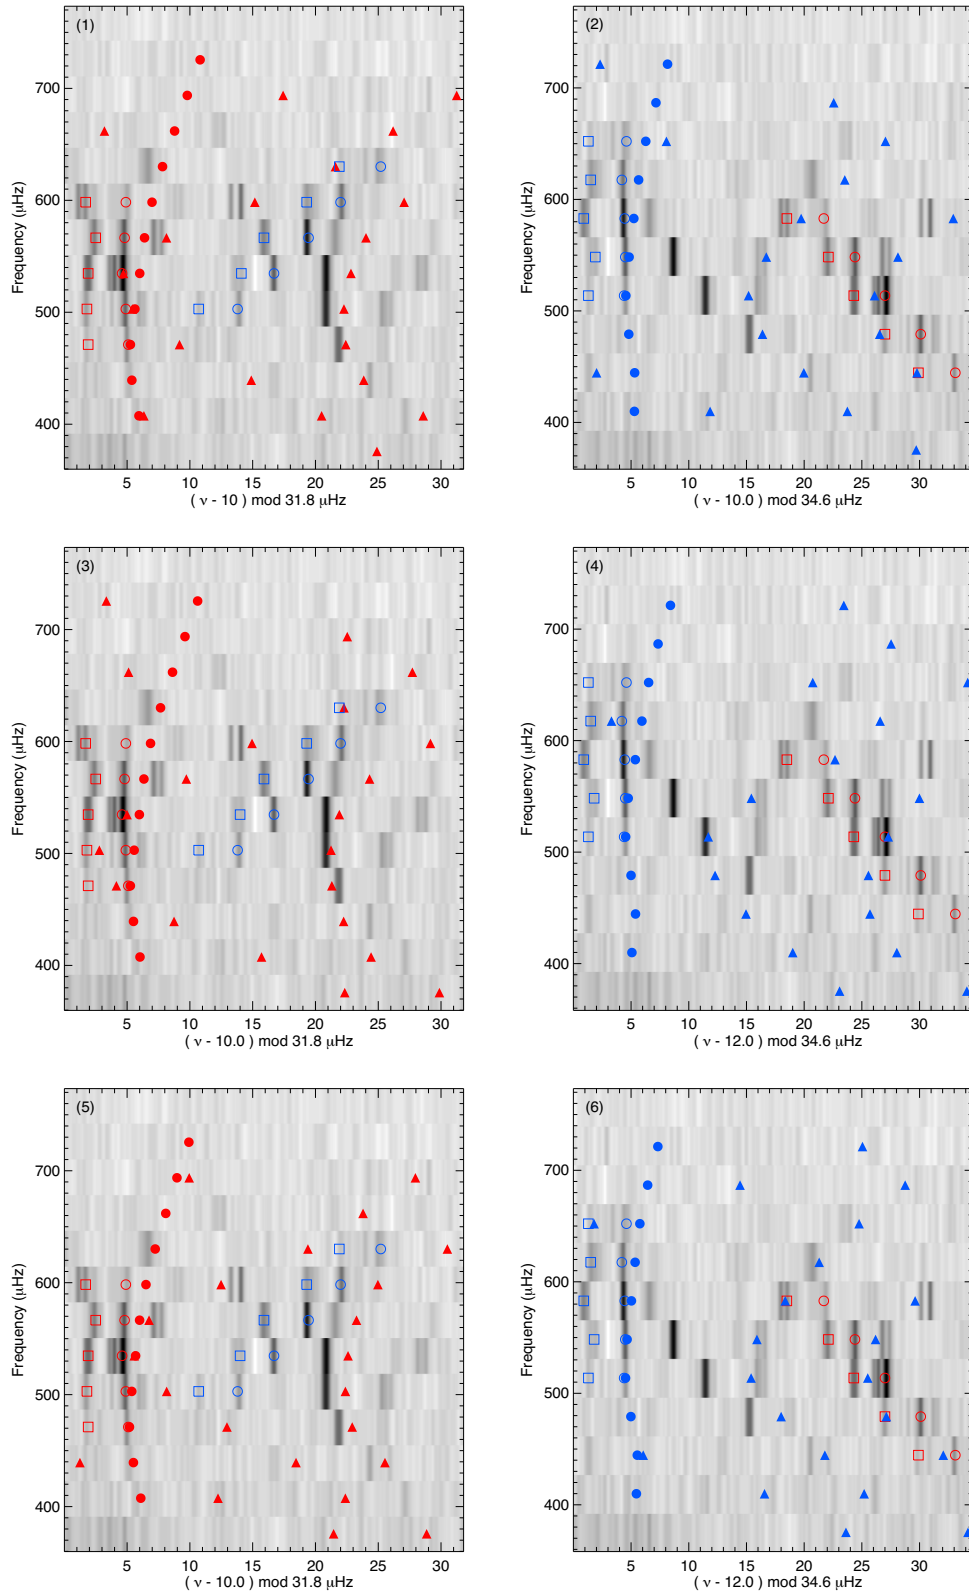 (1)
700
600
500
400
Frequency (μHz)
5 10 15 20 25 30
( ν - 10 ) mod 31.8 μHz
(2)
700
600
500
400
Frequency (μHz)
5 10 15 20 25 30
( ν - 10.0 ) mod 34.6 μHz
(3)
700
600
500
400
Frequency (μHz)
5 10 15 20 25 30
( ν - 10.0 ) mod 31.8 μHz
(4)
700
600
500
400
Frequency (μHz)
5 10 15 20 25 30
( ν - 12.0 ) mod 34.6 μHz
(5)
700
600
500
400
Frequency (μHz)
5 10 15 20 25 30
( ν - 10.0 ) mod 31.8 μHz
(6)
700
600
500
400
Frequency (μHz)
5 10 15 20 25 30
( ν - 12.0 ) mod 34.6 μHz